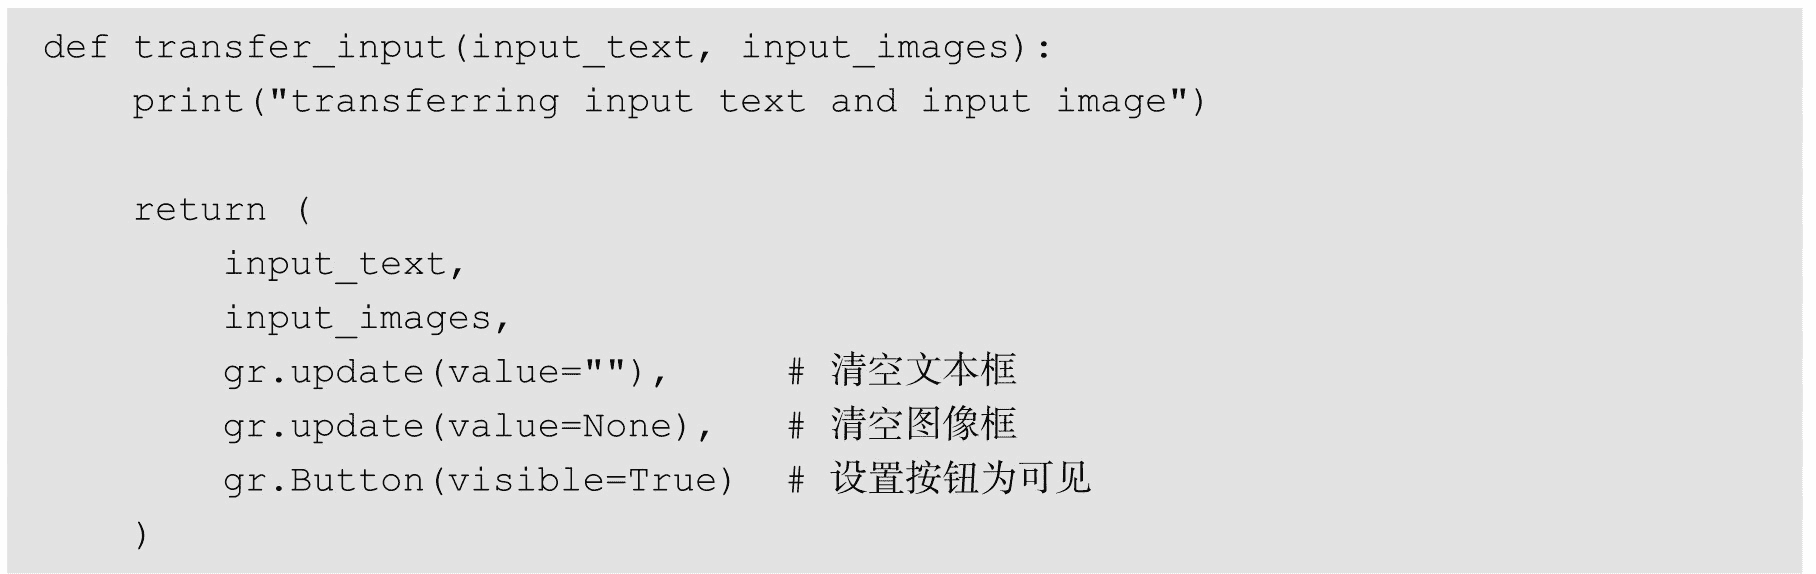 def transfer_input(input_text, input_images):
    print("transferring input text and input image")

    return (
        input_text,
        input_images,
        gr.update(value=""),     # 清空文本框
        gr.update(value=None),   # 清空图像框
        gr.Button(visible=True)  # 设置按钮为可见
    )